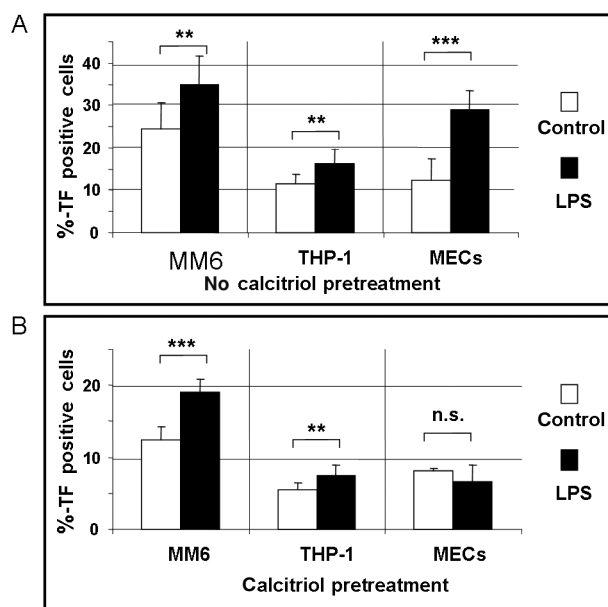 A
%-TF positive cells
40
30
20
10
0
**
**
***
MM6
THP-1
MECs
No calcitriol pretreatment
Control
LPS
B
%-TF positive cells
20
10
0
***
**
n.s.
MM6
THP-1
MECs
Calcitriol pretreatment
Control
LPS